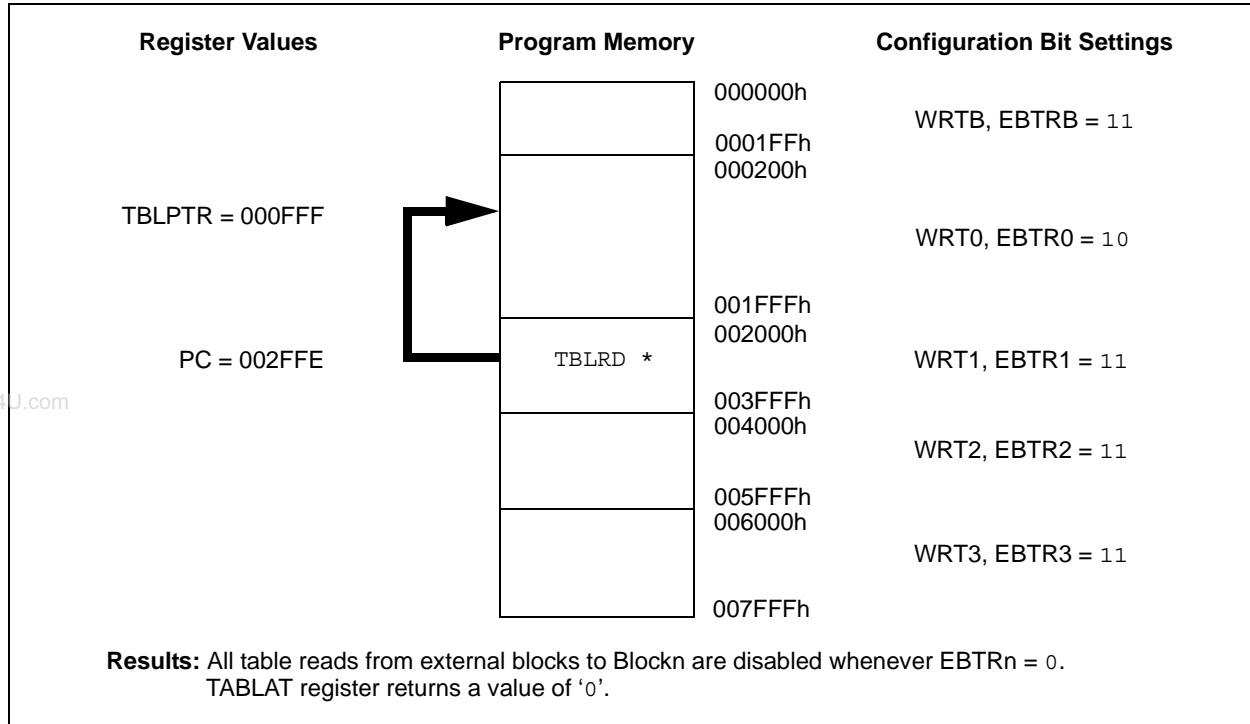 Register Values Program Memory Configuration Bit Settings
000000h
WRTB, EBTRB = 11
0001FFh
000200h
TBLPTR = 000FFF
WRT0, EBTR0 = 10
001FFFh
002000h
PC = 002FFE TBLRD * WRT1, EBTR1 = 11
4U.com
003FFFh
004000h
WRT2, EBTR2 = 11
005FFFh
006000h
WRT3, EBTR3 = 11
007FFFh
Results: All table reads from external blocks to Blockn are disabled whenever EBTRn = 0.
TABLAT register returns a value of ‘0’.